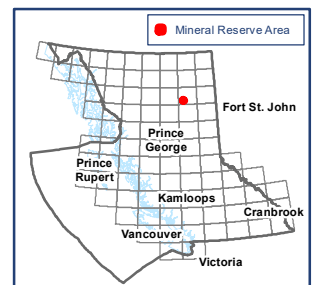 Mineral Reserve Area
Fort St. John
Prince
George
Prince
Rupert
Kamloops
Cranbrook
Vancouver
Victoria